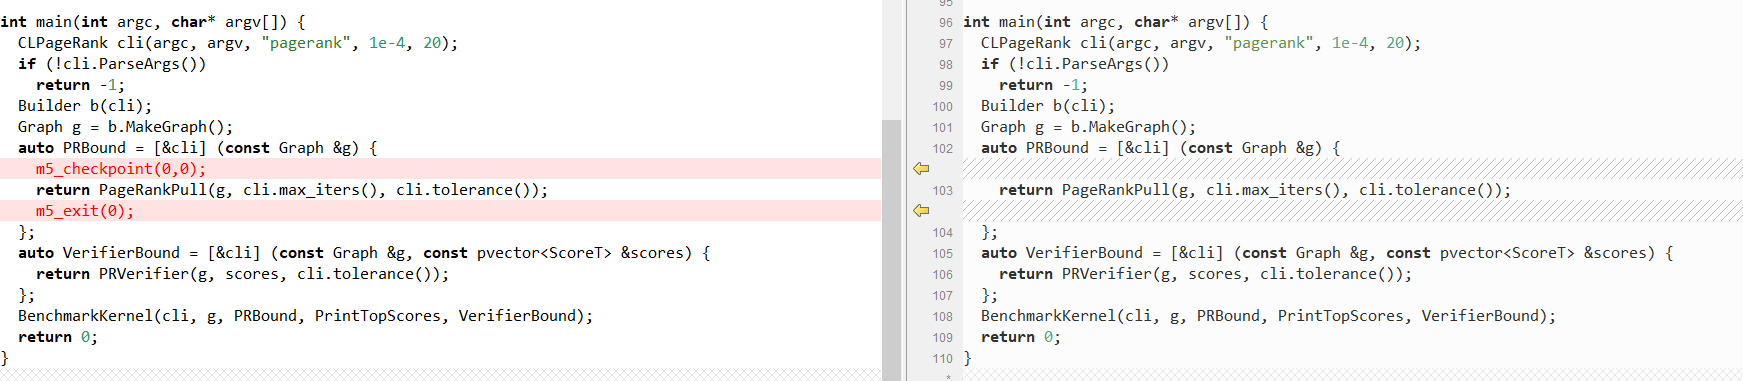 int main(int argc, char* argv[]) {
  CLPageRank cli(argc, argv, "pagerank", 1e-4, 20);
  if (!cli.ParseArgs())
    return -1;
  Builder b(cli);
  Graph g = b.MakeGraph();
  auto PRBound = [&cli] (const Graph &g) {
    m5_checkpoint(0,0);
    return PageRankPull(g, cli.max_iters(), cli.tolerance());
    m5_exit(0);
  };
  auto VerifierBound = [&cli] (const Graph &g, const pvector<ScoreT> &scores) {
    return PRVerifier(g, scores, cli.tolerance());
  };
  BenchmarkKernel(cli, g, PRBound, PrintTopScores, VerifierBound);
  return 0;
}
95
96 int main(int argc, char* argv[]) {
97   CLPageRank cli(argc, argv, "pagerank", 1e-4, 20);
98   if (!cli.ParseArgs())
99     return -1;
100   Builder b(cli);
101   Graph g = b.MakeGraph();
102   auto PRBound = [&cli] (const Graph &g) {
103     return PageRankPull(g, cli.max_iters(), cli.tolerance());
104   };
105   auto VerifierBound = [&cli] (const Graph &g, const pvector<ScoreT> &scores) {
106     return PRVerifier(g, scores, cli.tolerance());
107   };
108   BenchmarkKernel(cli, g, PRBound, PrintTopScores, VerifierBound);
109   return 0;
110 }
*